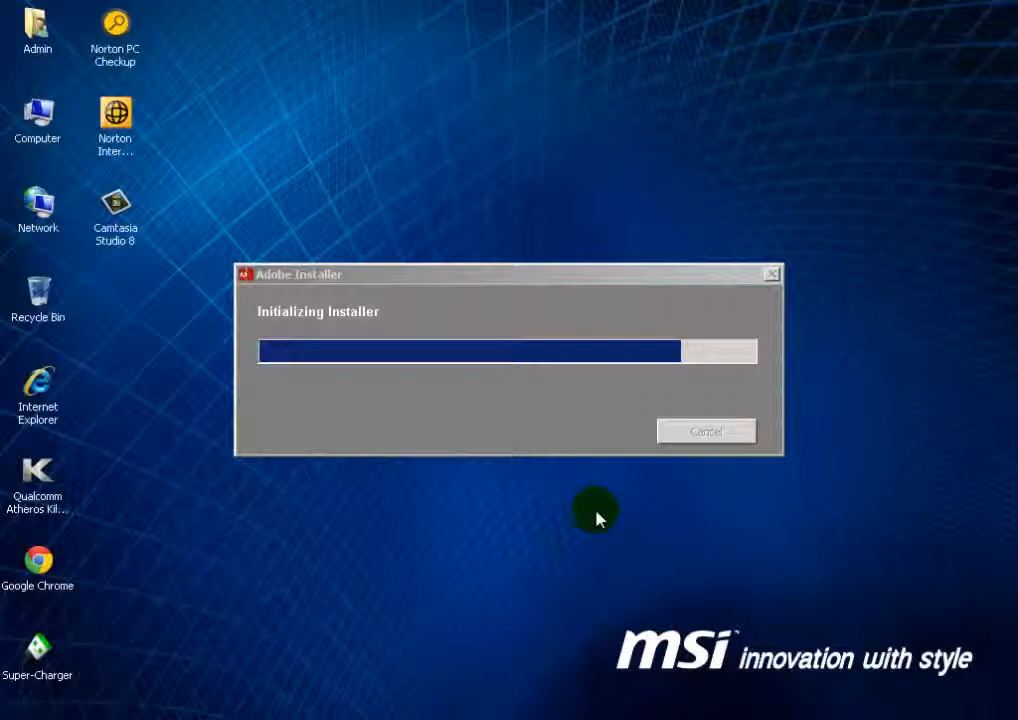 Admin
Norton PC
Checkup
Computer
Norton
Inter...
Network
Camtasia
Studio 8
Recycle Bin
Internet
Explorer
Qualcomm
Atheros Kil...
Google Chrome
Super-Charger
Adobe Installer
Initializing Installer
Cancel
msi innovation with style